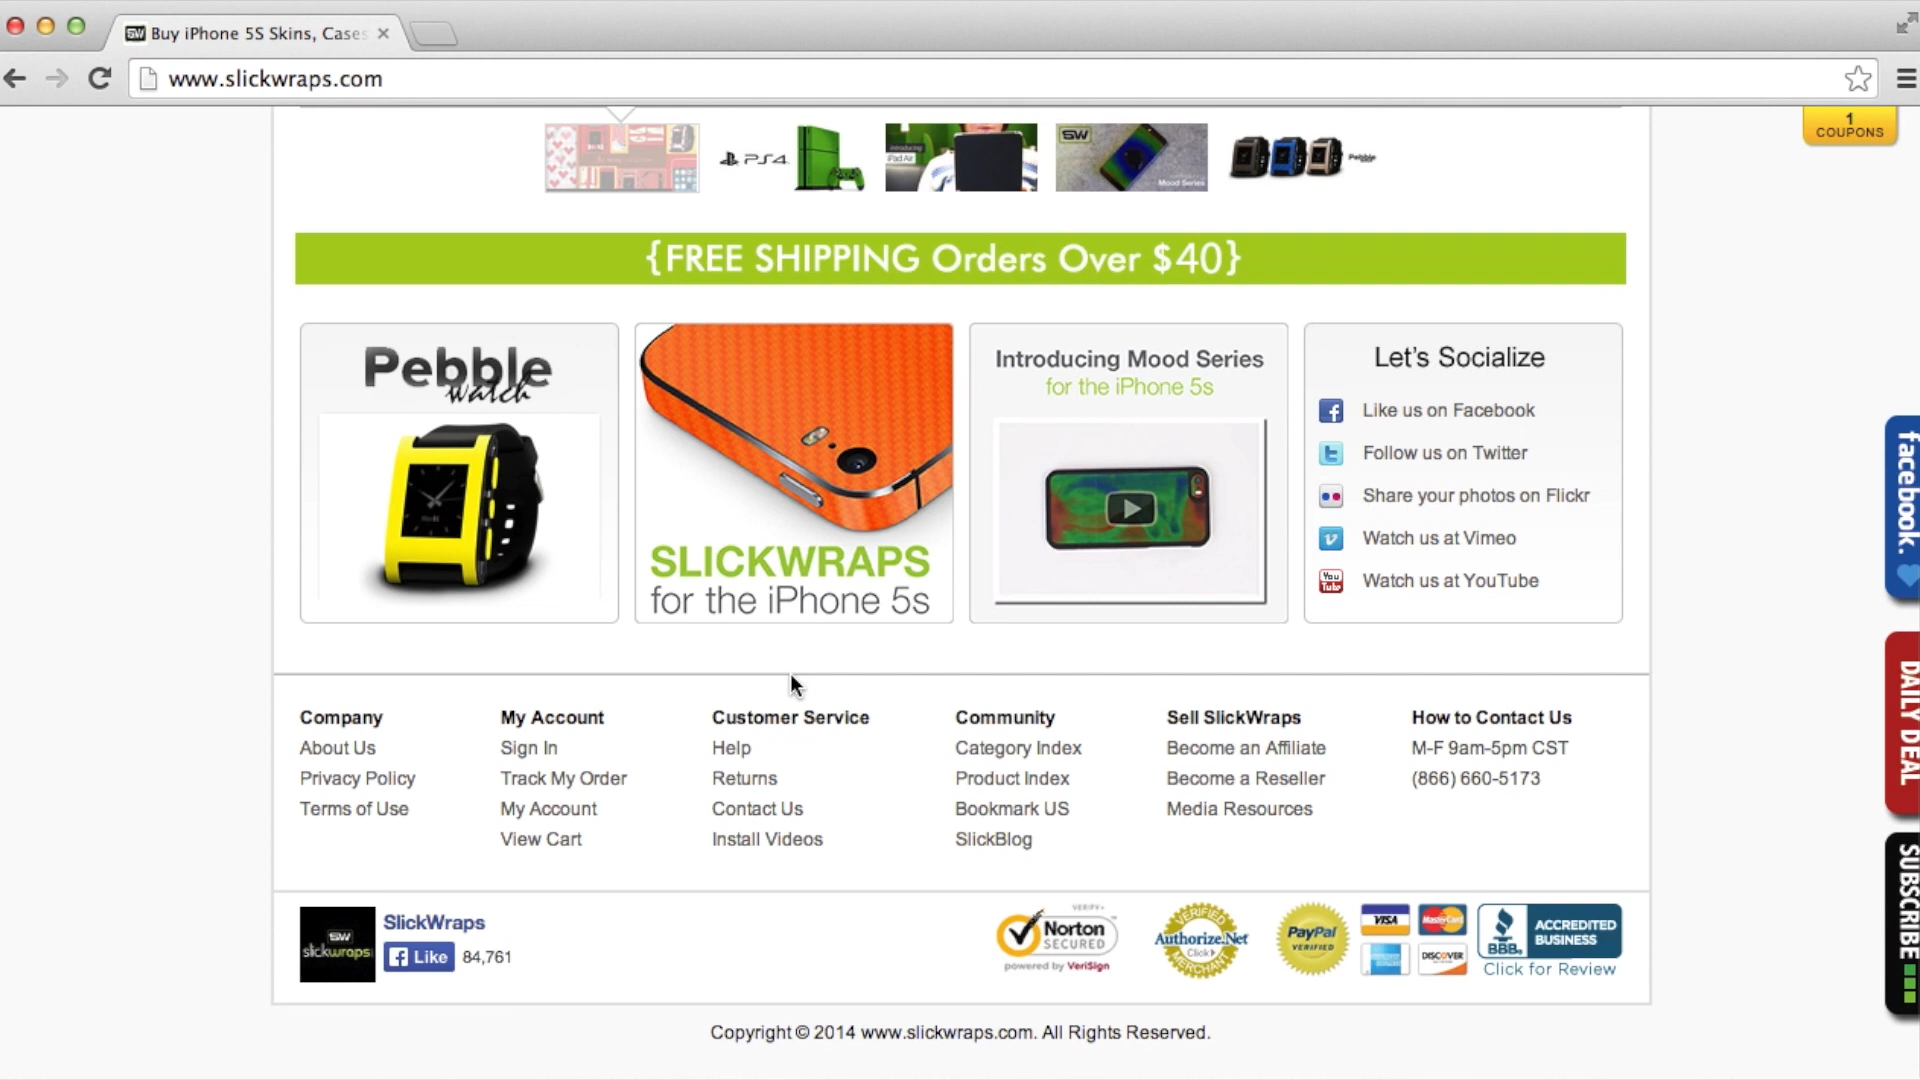 Buy iPhone 5S Skins, Cases
www.slickwraps.com
1
COUPONS
PS4
introducing
iPad Air
SW
Mood Series
Pebble
{FREE SHIPPING Orders Over $40}
Pebble
watch
SLICKWRAPS
for the iPhone 5s
Introducing Mood Series
for the iPhone 5s
Let's Socialize
Like us on Facebook
Follow us on Twitter
Share your photos on Flickr
Watch us at Vimeo
You
Tube
Watch us at YouTube
facebook.
DAILY DEAL
SUBSCRIBE
Company
About Us
Privacy Policy
Terms of Use
My Account
Sign In
Track My Order
My Account
View Cart
Customer Service
Help
Returns
Contact Us
Install Videos
Community
Category Index
Product Index
Bookmark US
SlickBlog
Sell SlickWraps
Become an Affiliate
Become a Reseller
Media Resources
How to Contact Us
M-F 9am-5pm CST
(866) 660-5173
SW
slickwraps
SlickWraps
Like 84,761
VERIFY
Norton
SECURED
powered by VeriSign
VERIFIED
Authorize.Net
Click
MERCHANT
PayPal
VERIFIED
VISA
MasterCard
DISCOVER
BBB
ACCREDITED
BUSINESS
Click for Review
Copyright © 2014 www.slickwraps.com. All Rights Reserved.